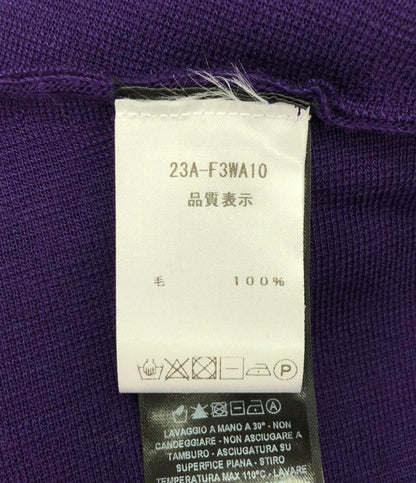 23A-F3WA10
品質表示
毛 100%
P
A
LAVAGGIO A MANO A 30° - NON
CANDEGGIARE - NON ASCIUGARE A
TAMBURO - ASCIUGATURA SU
SUPERFICIE PIANA - STIRO
TEMPERATURA MAX 110°C - LAVARE